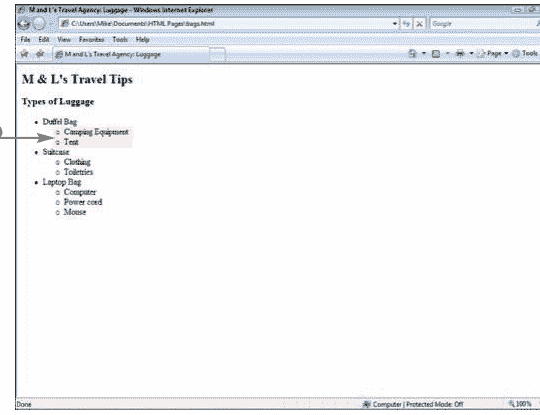 M and L's Travel Agency: Luggage - Windows Internet Explorer
C:\Users\Mike\Documents\HTML Pages\bags.html
Google
File Edit View Favorites Tools Help
M and L's Travel Agency: Luggage
Page Tools
M & L's Travel Tips
Types of Luggage
Duffel Bag
Camping Equipment
Tent
Suitcase
Clothing
Toiletries
Laptop Bag
Computer
Power cord
Mouse
Done
Computer | Protected Mode: Off
100%